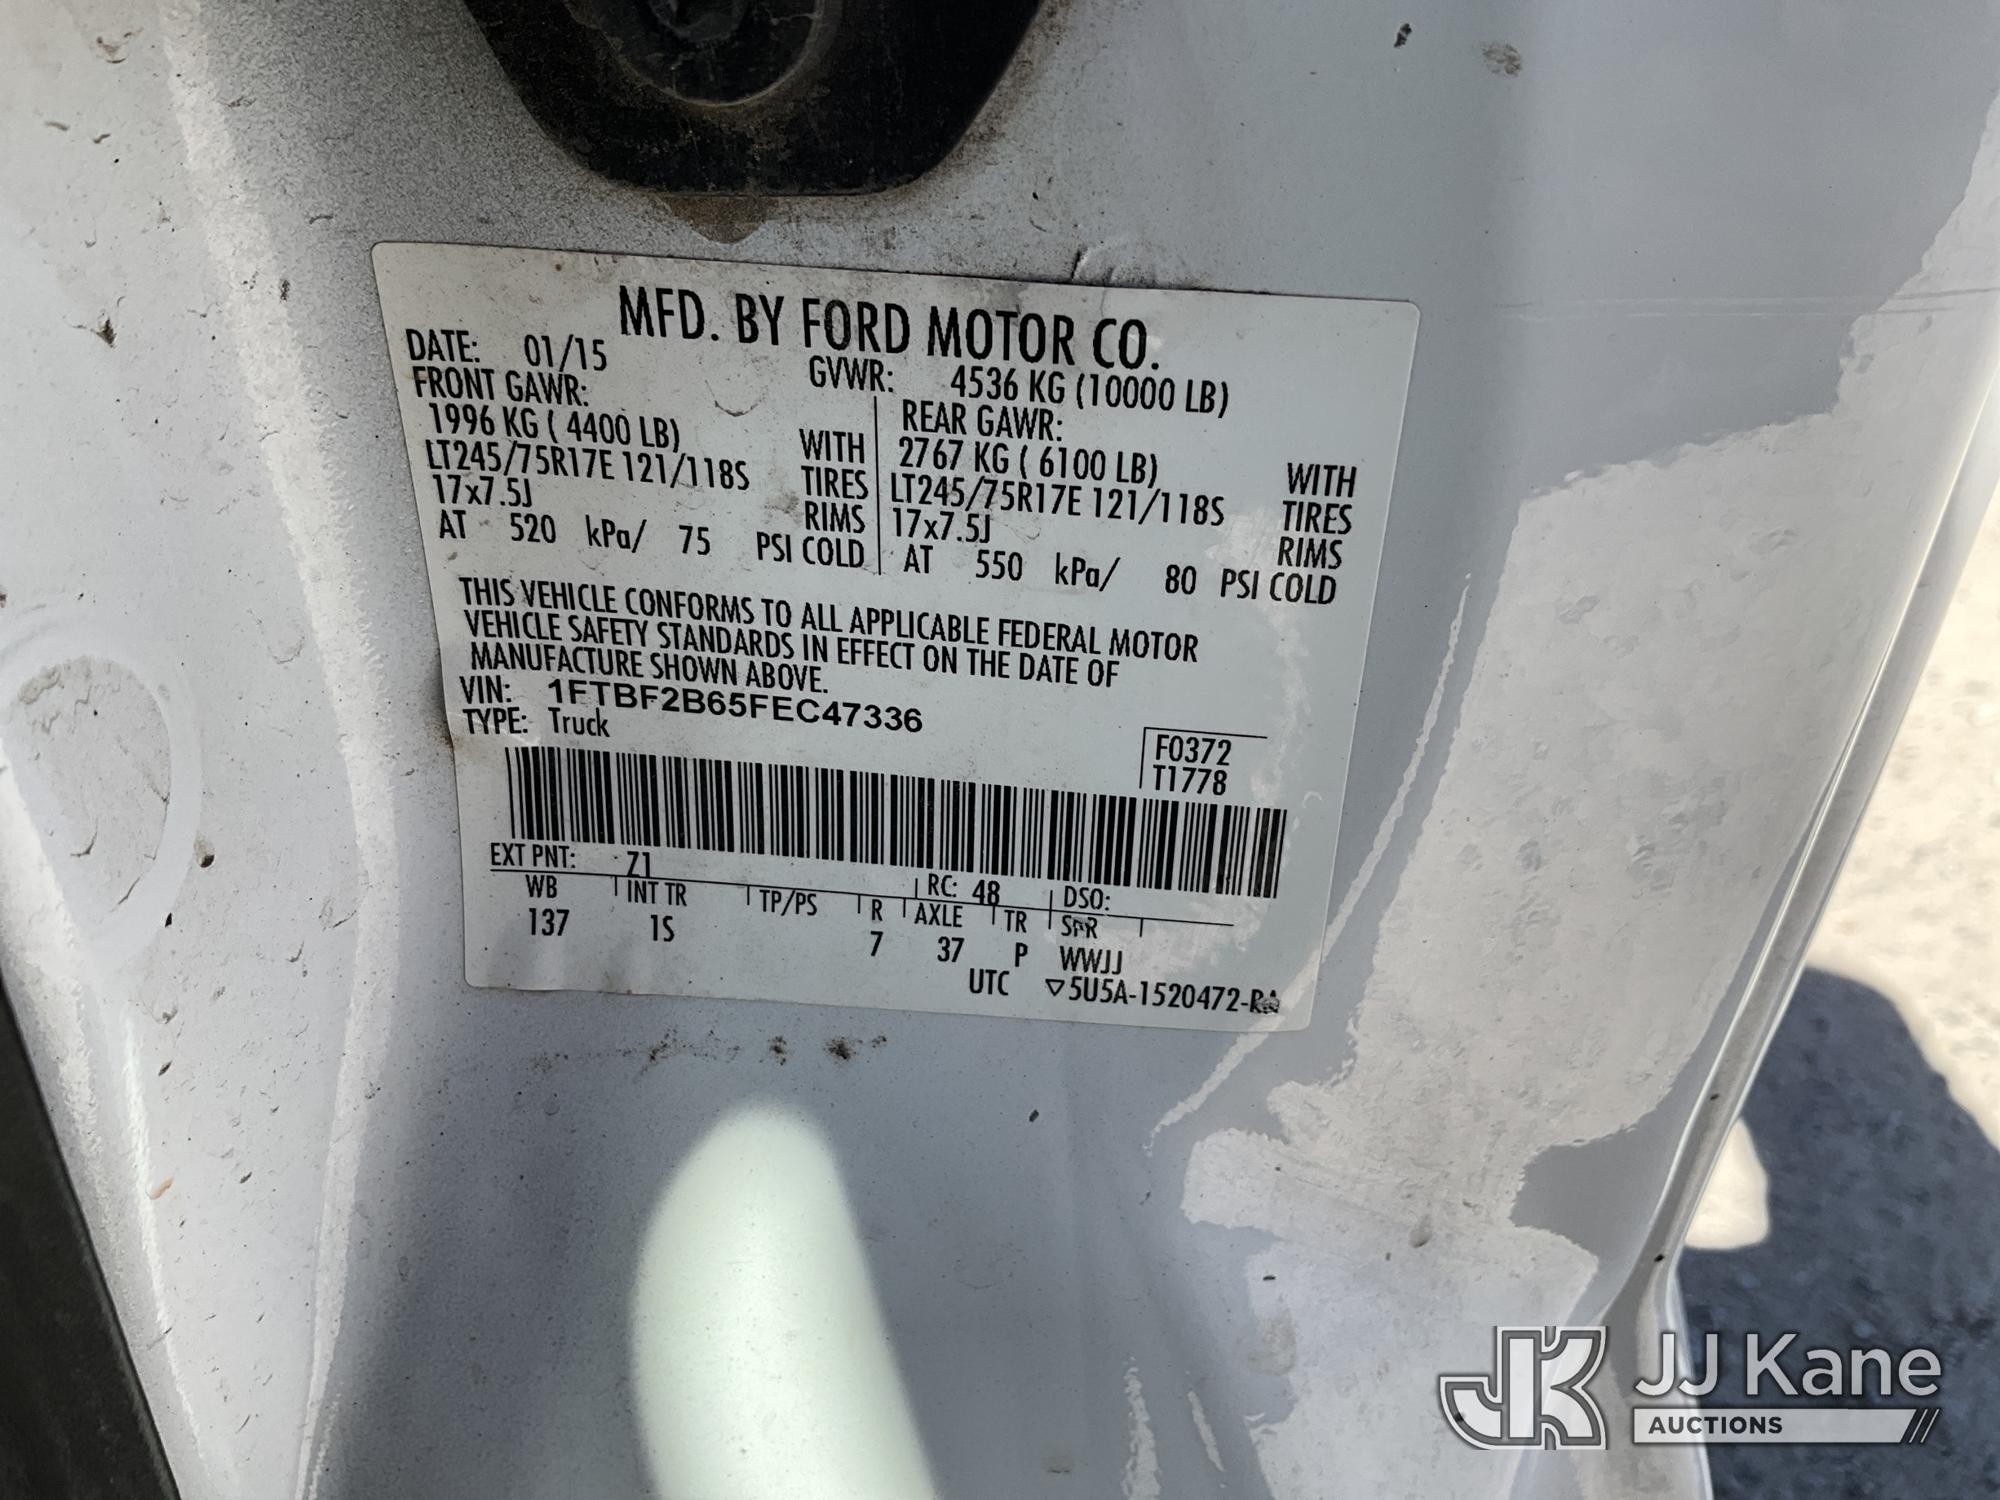 MFD. BY FORD MOTOR CO.
DATE: 01/15 GVWR: 4536 KG (10000 LB)
FRONT GAWR: REAR GAWR:
1996 KG ( 4400 LB) WITH 2767 KG ( 6100 LB) WITH
LT245/75R17E 121/118S TIRES LT245/75R17E 121/118S TIRES
17x7.5J RIMS 17x7.5J RIMS
AT 520 kPa/ 75 PSI COLD AT 550 kPa/ 80 PSI COLD
THIS VEHICLE CONFORMS TO ALL APPLICABLE FEDERAL MOTOR
VEHICLE SAFETY STANDARDS IN EFFECT ON THE DATE OF
MANUFACTURE SHOWN ABOVE.
VIN: 1FTBF2B65FEC47336
TYPE: Truck
F0372
T1778
EXT PNT: Z1 RC: 48 DSO:
WB INT TR TP/PS R AXLE TR SPR
137 1S 7 37 P WWJJ
UTC ▽5U5A-1520472-
JK JJ Kane
AUCTIONS